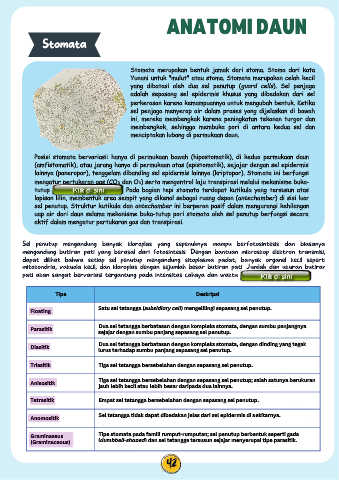 ANATOMI DAUN
Stomata
Stomata merupakan bentuk jamak dari stoma. Stoma dari kata
Yunani untuk "mulut" atau stoma. Stomata merupakan celah kecil
yang dibatasi oleh dua sel penutup (guard cells). Sel penjaga
adalah sepasang sel epidermis khusus yang dibedakan dari sel
perkerasan karena kemampuannya untuk mengubah bentuk. Ketika
sel penjaga menyerap air dalam proses yang dijelaskan di bawah
ini, mereka membengkak karena peningkatan tekanan turgor dan
membengkok, sehingga membuka pori di antara kedua sel dan
menciptakan lubang di permukaan daun.
Posisi stomata bervariasi: hanya di permukaan bawah (hipostomatik), di kedua permukaan daun
(amfistomatik), atau jarang hanya di permukaan atas (epistomatik), sejajar dengan sel epidermis
lainnya (paneropor), tenggelam dibanding sel epidermis lainnya (kriptopor). Stomata ini berfungsi
mengatur pertukaran gas (CO₂ dan O₂) serta mengontrol laju transpirasi melalui mekanisme buka-
tutup Klik di sini Pada bagian tepi stomata terdapat kutikula yang tersusun atas
lapisan lilin, membentuk area sempit yang dikenal sebagai ruang depan (antechamber) di sisi luar
sel penutup. Struktur kutikula dan antechamber ini berperan pasif dalam mengurangi kehilangan
uap air dari daun selama mekanisme buka-tutup pori stomata oleh sel penutup berfungsi secara
aktif dalam mengatur pertukaran gas dan transpirasi.
Sel penutup mengandung banyak kloroplas yang sepenuhnya mampu berfotosintesis dan biasanya
mengandung butiran pati yang berasal dari fotosintesis. Dengan bantuan mikroskop elektron transmisi,
dapat dilihat bahwa setiap sel penutup mengandung sitoplasma padat, banyak organel kecil seperti
mitokondria, vakuola kecil, dan kloroplas dengan sejumlah besar butiran pati. Jumlah dan ukuran butiran
pati akan sangat bervariasi tergantung pada intensitas cahaya dan waktu Klik di sini
Tipe Deskripsi
Floating Satu sel tetangga (subsidiary cell) mengelilingi sepasang sel penutup.
Parasitik Dua sel tetangga berbatasan dengan kompleks stomata, dengan sumbu panjangnya
sejajar dengan sumbu panjang sepasang sel penutup.
Diasitik Dua sel tetangga berbatasan dengan kompleks stomata, dengan dinding yang tegak
lurus terhadap sumbu panjang sepasang sel penutup.
Triasitik Tiga sel tetangga bersebelahan dengan sepasang sel penutup.
Anisositik Tiga sel tetangga bersebelahan dengan sepasang sel penutup; salah satunya berukuran
jauh lebih kecil atau lebih besar daripada dua lainnya.
Tetrasitik Empat sel tetangga bersebelahan dengan sepasang sel penutup.
Anomositik Sel tetangga tidak dapat dibedakan jelas dari sel epidermis di sekitarnya.
Graminaseus Tipe stomata pada famili rumput-rumputan; sel penutup berbentuk seperti gada
(Graminaceous) (dumbbell-shaped) dan sel tetangga tersusun sejajar menyerupai tipe parasitik.
42